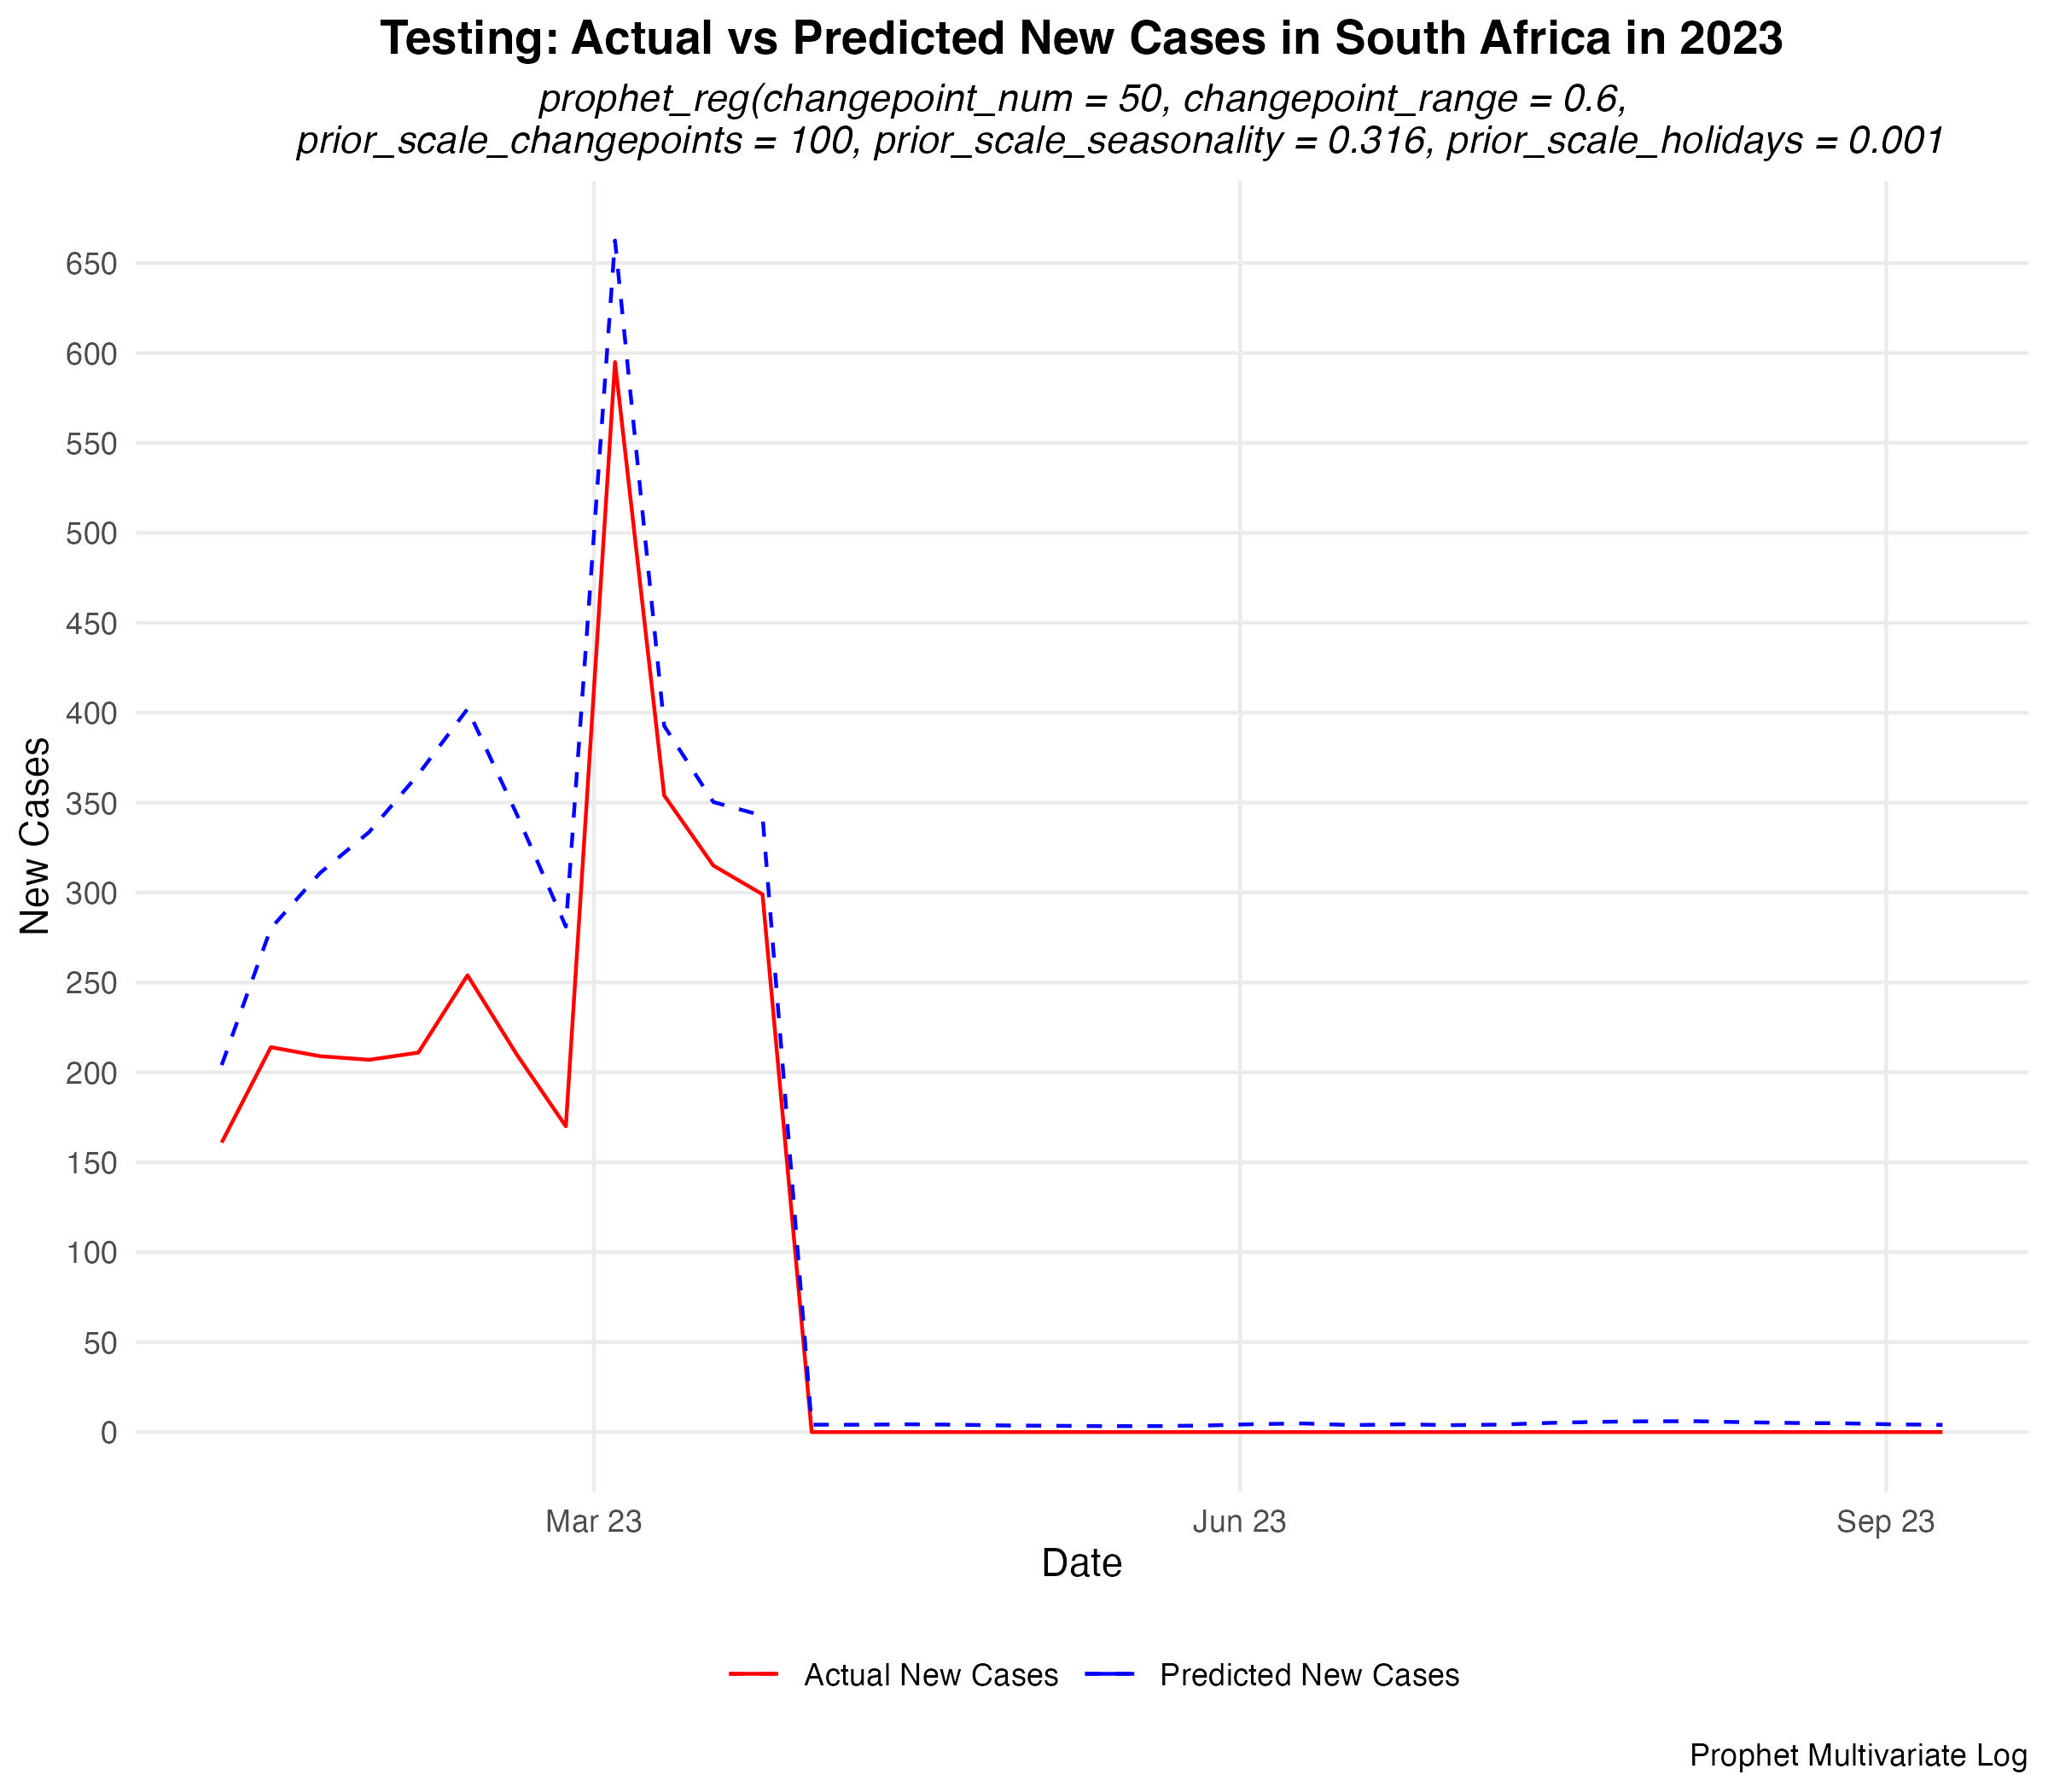 Testing: Actual vs Predicted New Cases in South Africa in 2023
prophet_reg(changepoint_num = 50, changepoint_range = 0.6,
prior_scale_changepoints = 100, prior_scale_seasonality = 0.316, prior_scale_holidays = 0.001
New Cases
650
600
550
500
450
400
350
300
250
200
150
100
50
0
Mar 23 Jun 23 Sep 23
Date
Actual New Cases Predicted New Cases
Prophet Multivariate Log